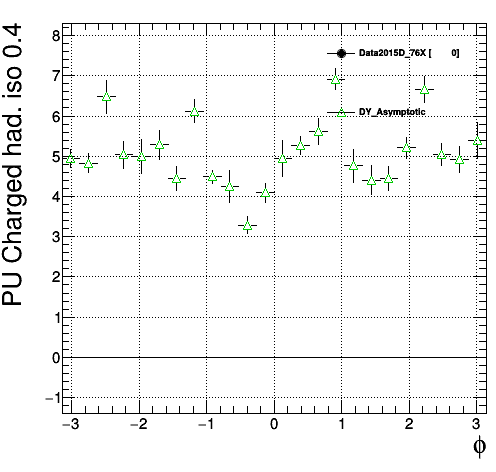 PU Charged had. iso 0.4
8
7
6
5
4
3
2
1
0
−1
Data2015D_76X [ 0]
DY_Asymptotic
−3 −2 −1 0 1 2 3
ϕ